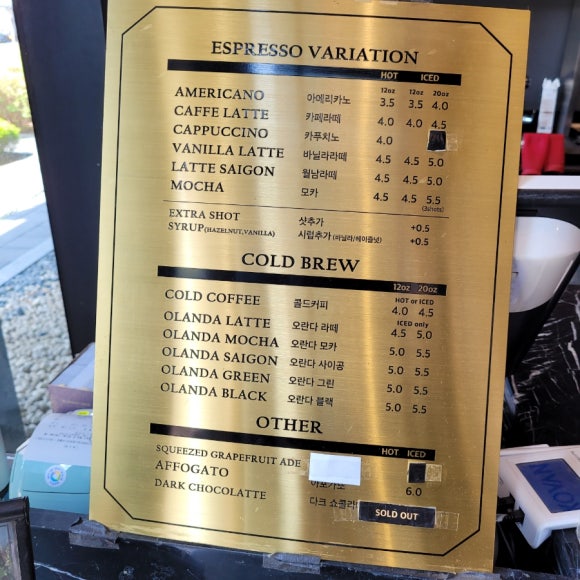 ESPRESSO VARIATION
HOT ICED
12oz 12oz 20oz
AMERICANO 아메리카노 3.5 3.5 4.0
CAFFE LATTE 카페라떼 4.0 4.0 4.5
CAPPUCCINO 카푸치노 4.0
VANILLA LATTE 바닐라라떼 4.5 4.5 5.0
LATTE SAIGON 월남라떼 4.5 4.5 5.0
MOCHA 모카 4.5 4.5 5.5
(3shots)
EXTRA SHOT 샷추가 +0.5
SYRUP(HAZELNUT,VANILLA) 시럽추가 (바닐라/헤이즐넛) +0.5
COLD BREW
12oz 20oz
HOT or ICED
COLD COFFEE 콜드커피 4.0 4.5
ICED only
OLANDA LATTE 오란다 라떼 4.5 5.0
OLANDA MOCHA 오란다 모카 5.0 5.5
OLANDA SAIGON 오란다 사이공 5.0 5.5
OLANDA GREEN 오란다 그린 5.0 5.5
OLANDA BLACK 오란다 블랙 5.0 5.5
OTHER
HOT ICED
SQUEEZED GRAPEFRUIT ADE
AFFOGATO 아포가토 6.0
DARK CHOCOLATTE 다크 쇼콜라
SOLD OUT